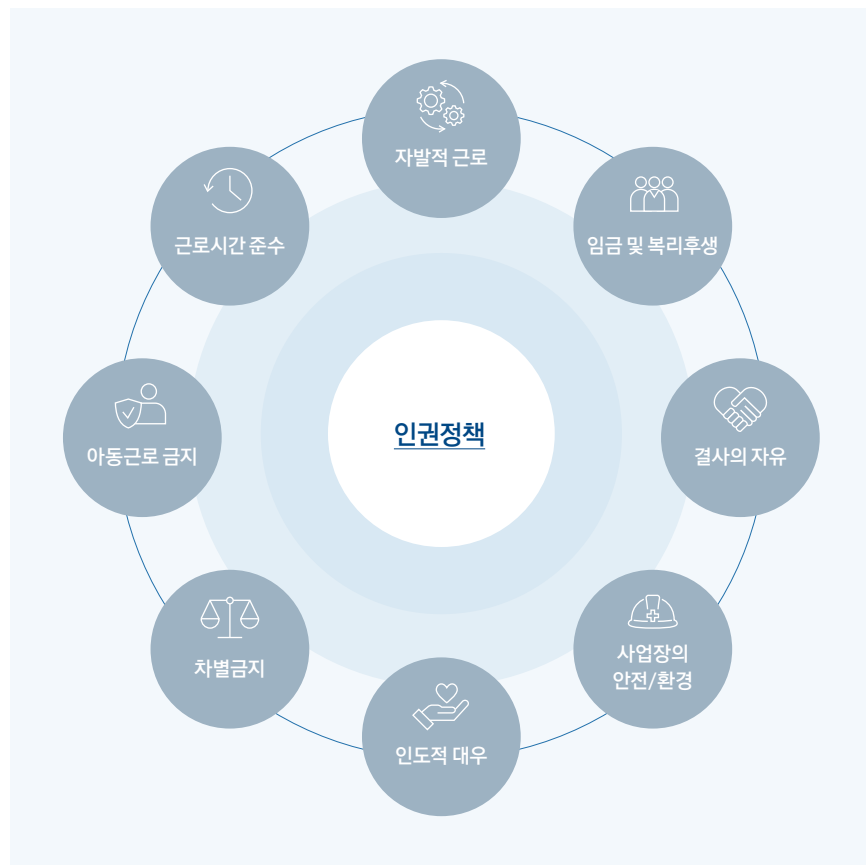 자발적 근로
근로시간 준수
임금 및 복리후생
인권정책
아동근로 금지
결사의 자유
차별금지
사업장의
안전/환경
인도적 대우